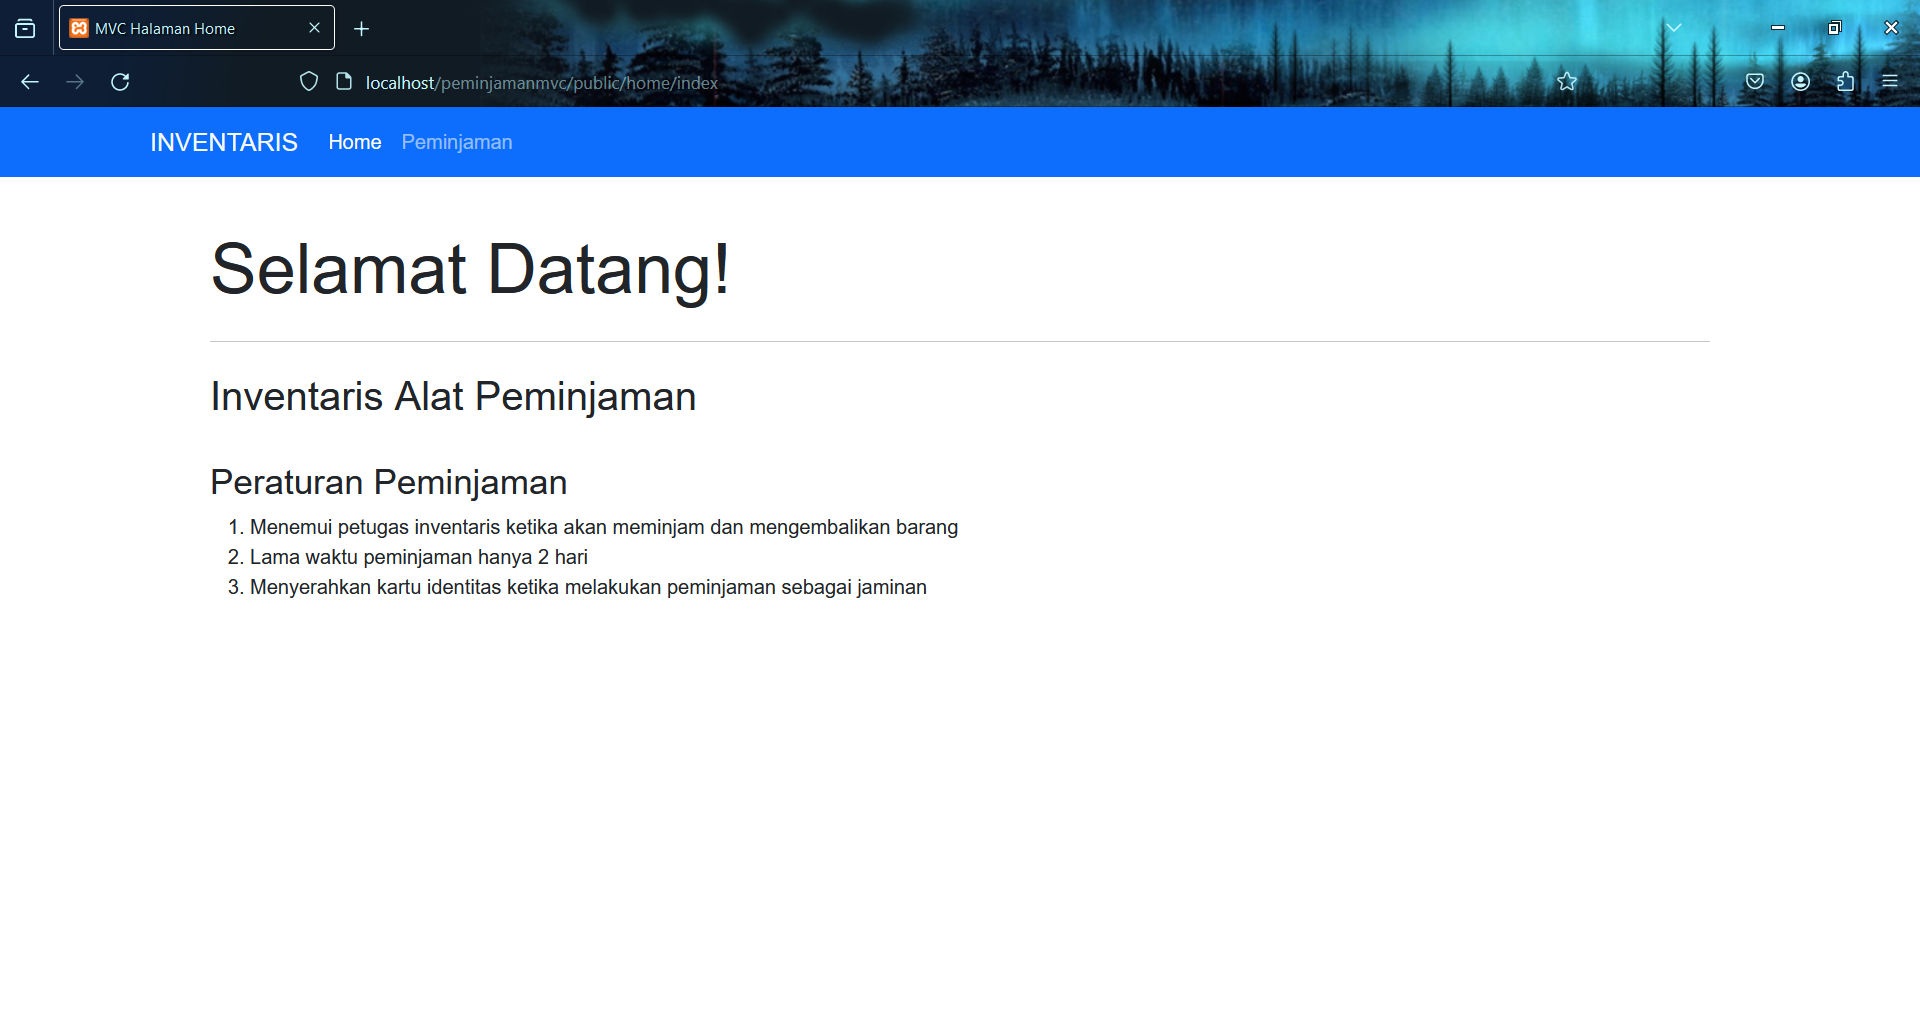 MVC Halaman Home
localhost/peminjamanmvc/public/home/index
INVENTARIS Home Peminjaman
Selamat Datang!
Inventaris Alat Peminjaman
Peraturan Peminjaman
1. Menemui petugas inventaris ketika akan meminjam dan mengembalikan barang
2. Lama waktu peminjaman hanya 2 hari
3. Menyerahkan kartu identitas ketika melakukan peminjaman sebagai jaminan